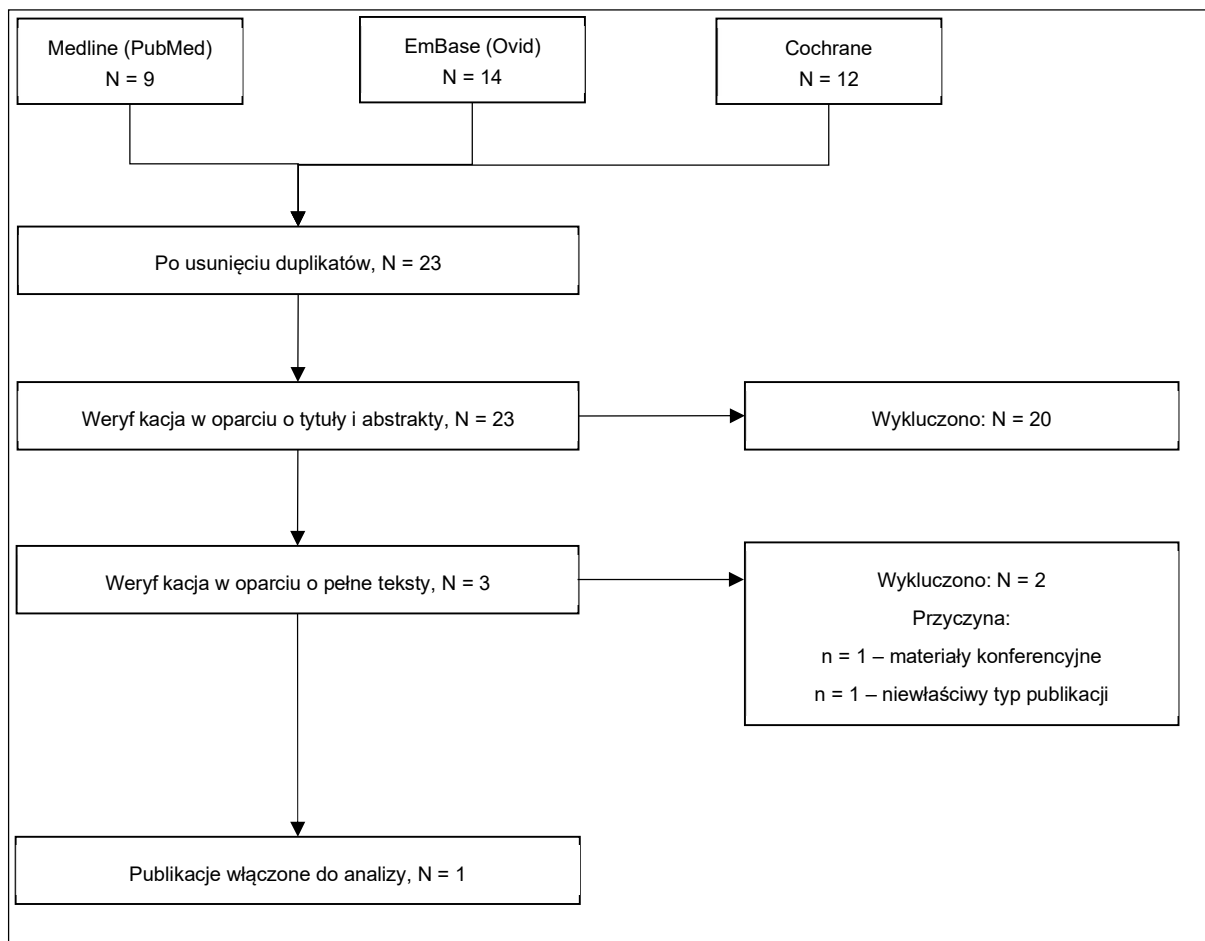 Medline (PubMed)
N = 9
EmBase (Ovid)
N = 14
Cochrane
N = 12
Po usunięciu duplikatów, N = 23
Weryf kacja w oparciu o tytuły i abstrakty, N = 23
Wykluczono: N = 20
Weryf kacja w oparciu o pełne teksty, N = 3
Wykluczono: N = 2
Przyczyna:
n = 1 – materiały konferencyjne
n = 1 – niewłaściwy typ publikacji
Publikacje włączone do analizy, N = 1